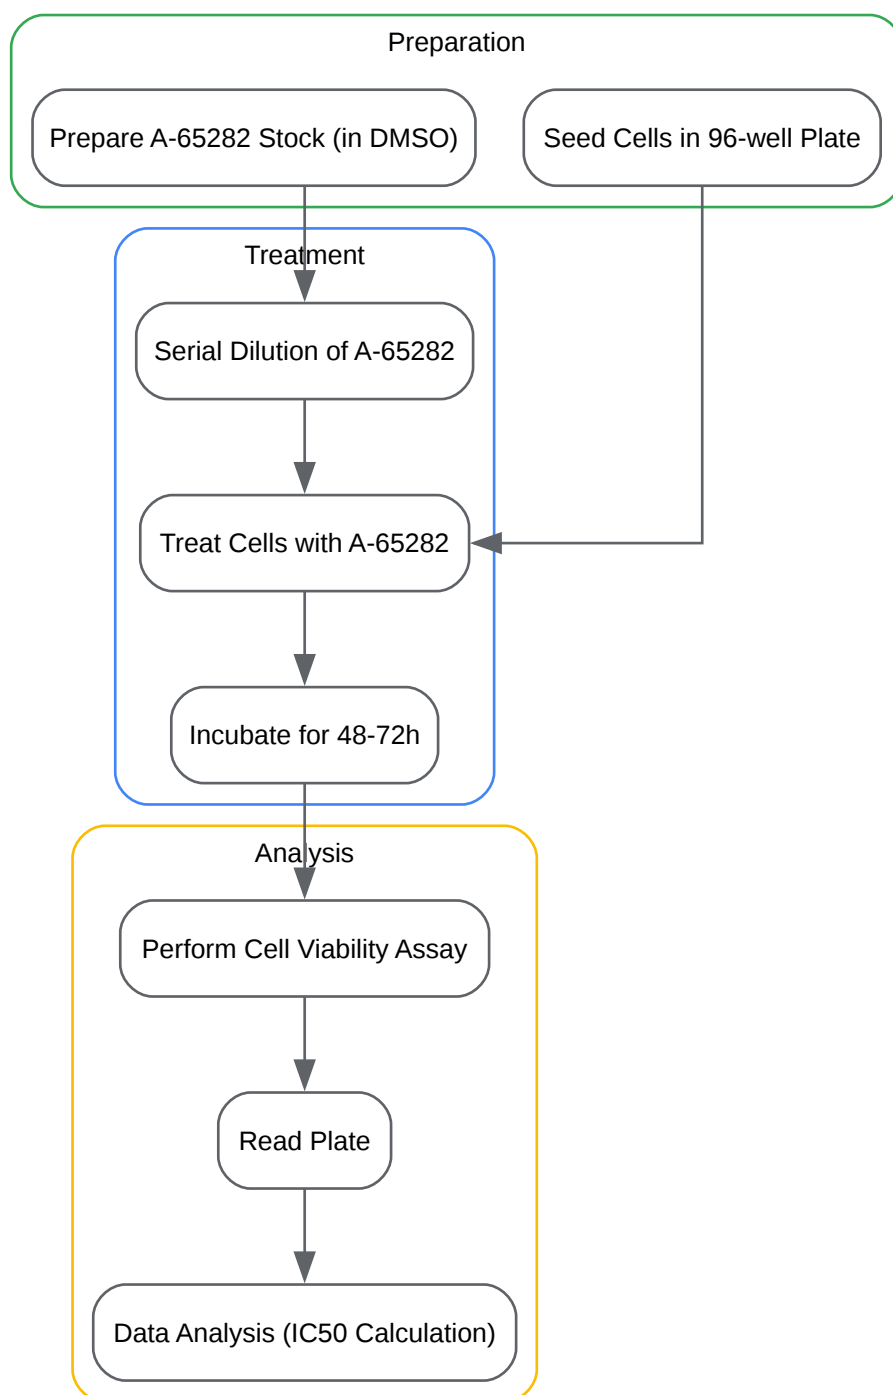 Preparation
Prepare A-65282 Stock (in DMSO)
Seed Cells in 96-well Plate
Treatment
Serial Dilution of A-65282
Treat Cells with A-65282
Incubate for 48-72h
Analysis
Perform Cell Viability Assay
Read Plate
Data Analysis (IC50 Calculation)